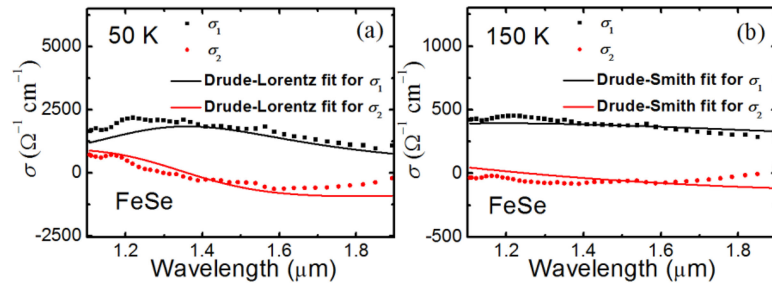 50 K
(a)
σ1
σ2
Drude-Lorentz fit for σ1
Drude-Lorentz fit for σ2
FeSe
5000
2500
0
-2500
σ (Ω⁻¹ cm⁻¹)
1.2 1.4 1.6 1.8
Wavelength (μm)
150 K
(b)
σ1
σ2
Drude-Smith fit for σ1
Drude-Smith fit for σ2
FeSe
1000
500
0
-500
σ (Ω⁻¹ cm⁻¹)
1.2 1.4 1.6 1.8
Wavelength (μm)